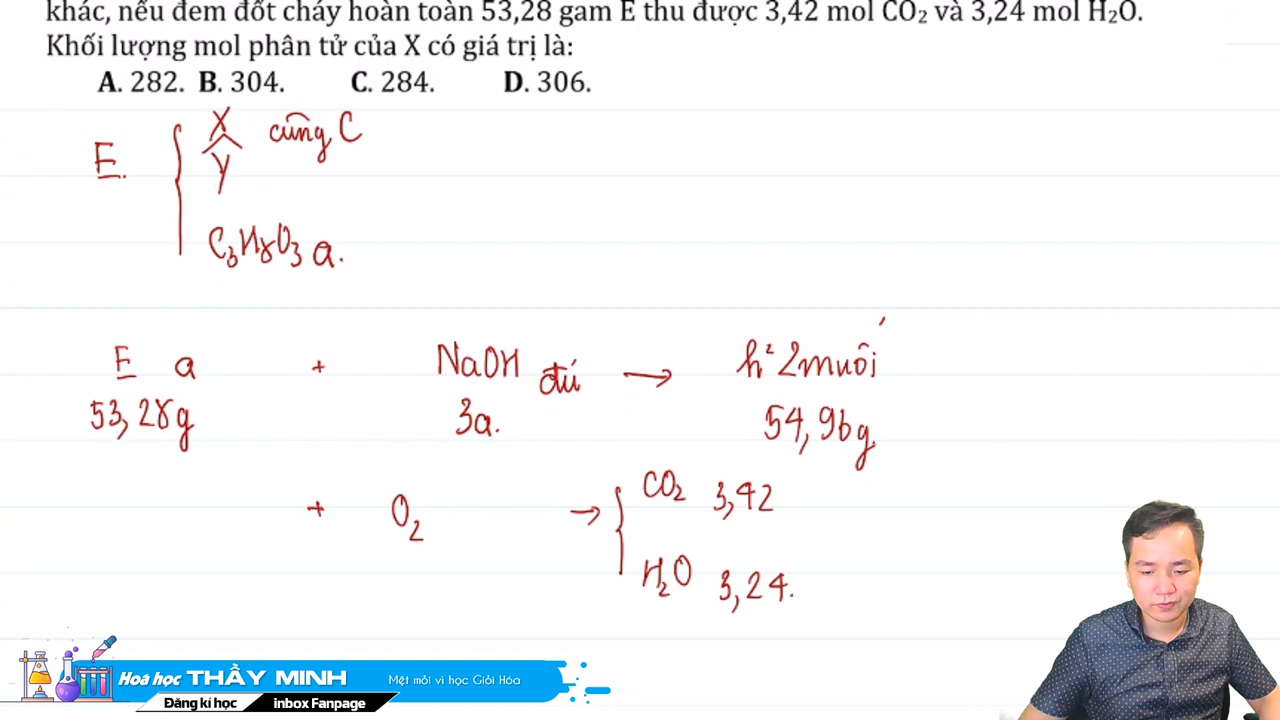 khác, nếu đem đốt cháy hoàn toàn 53,28 gam E thu được 3,42 mol CO₂ và 3,24 mol H₂O.
Khối lượng mol phân tử của X có giá trị là:
A. 282. B. 304. C. 284. D. 306.
X cùng C
E.
Y
C₃H₈O₃ a.
E a + NaOH đủ → h² 2 muối
53,28g 3a. 54,96g
+ O₂ → CO₂ 3,42
H₂O 3,24.
Hoá học THẦY MINH Mệt mỏi vì học Giỏi Hóa
Đăng kí học inbox Fanpage